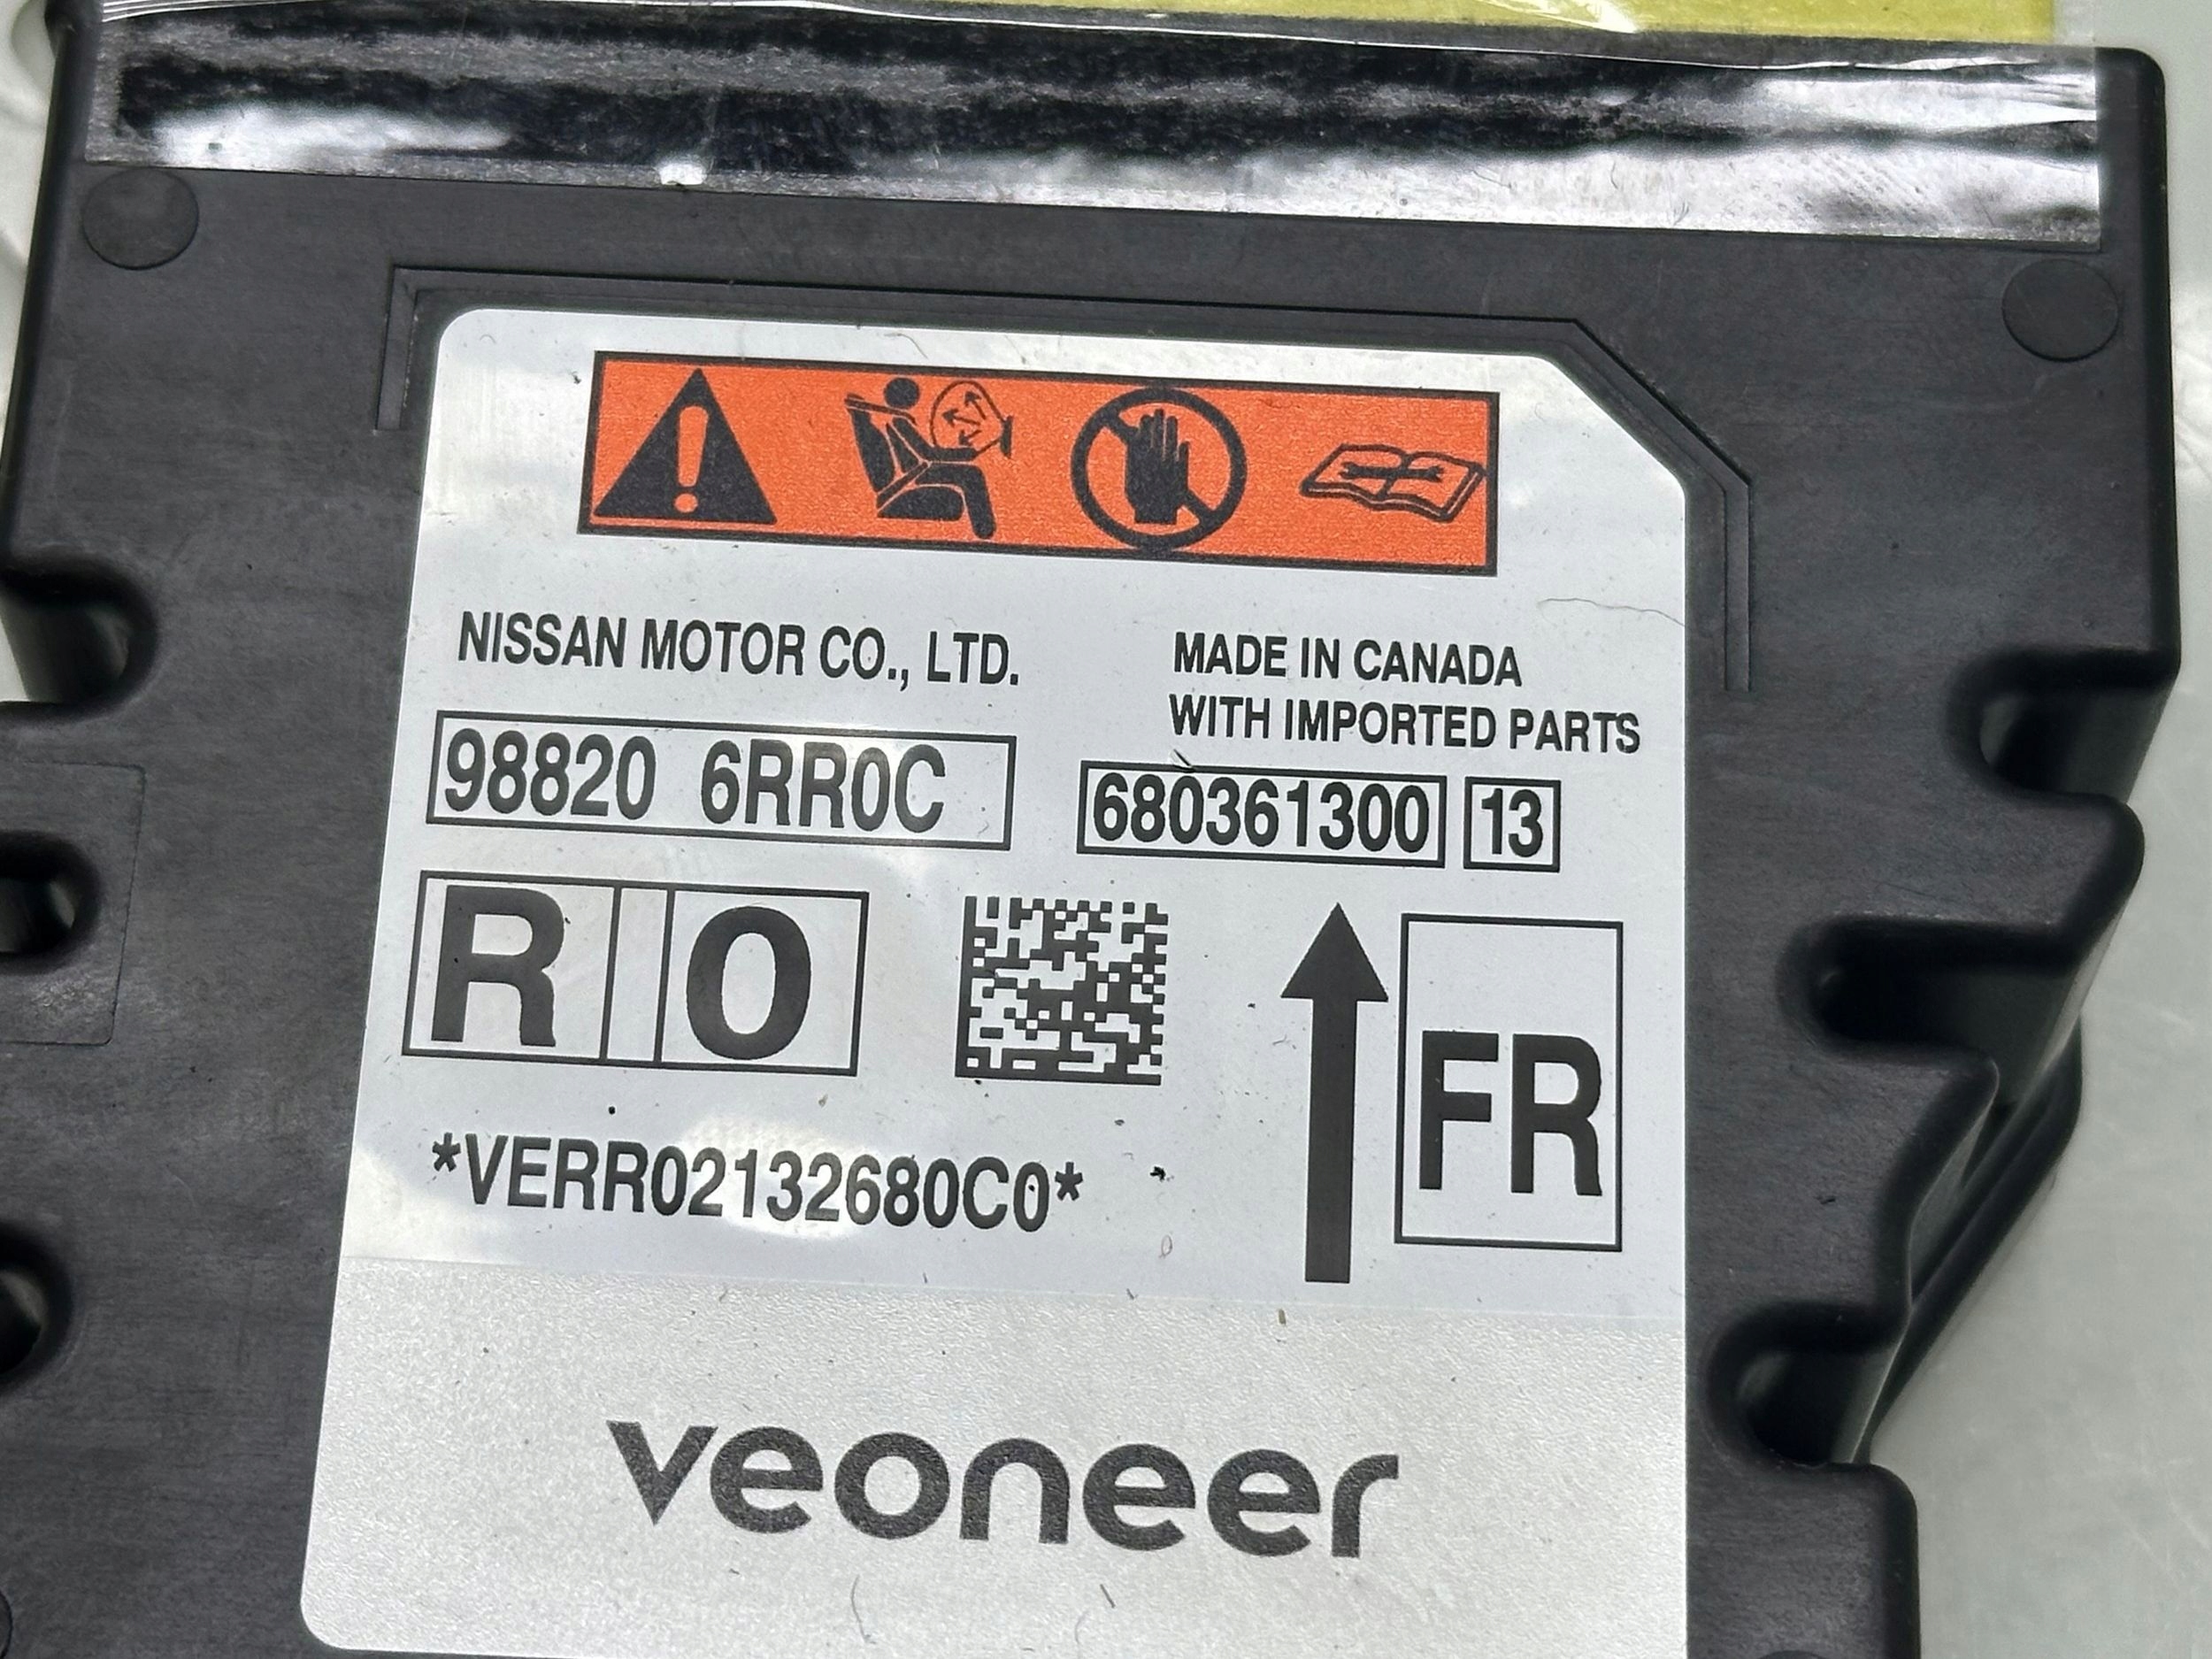 NISSAN MOTOR CO., LTD.
MADE IN CANADA
WITH IMPORTED PARTS
98820 6RR0C
680361300 13
R 0
FR
*VERR02132680C0*
veoneer